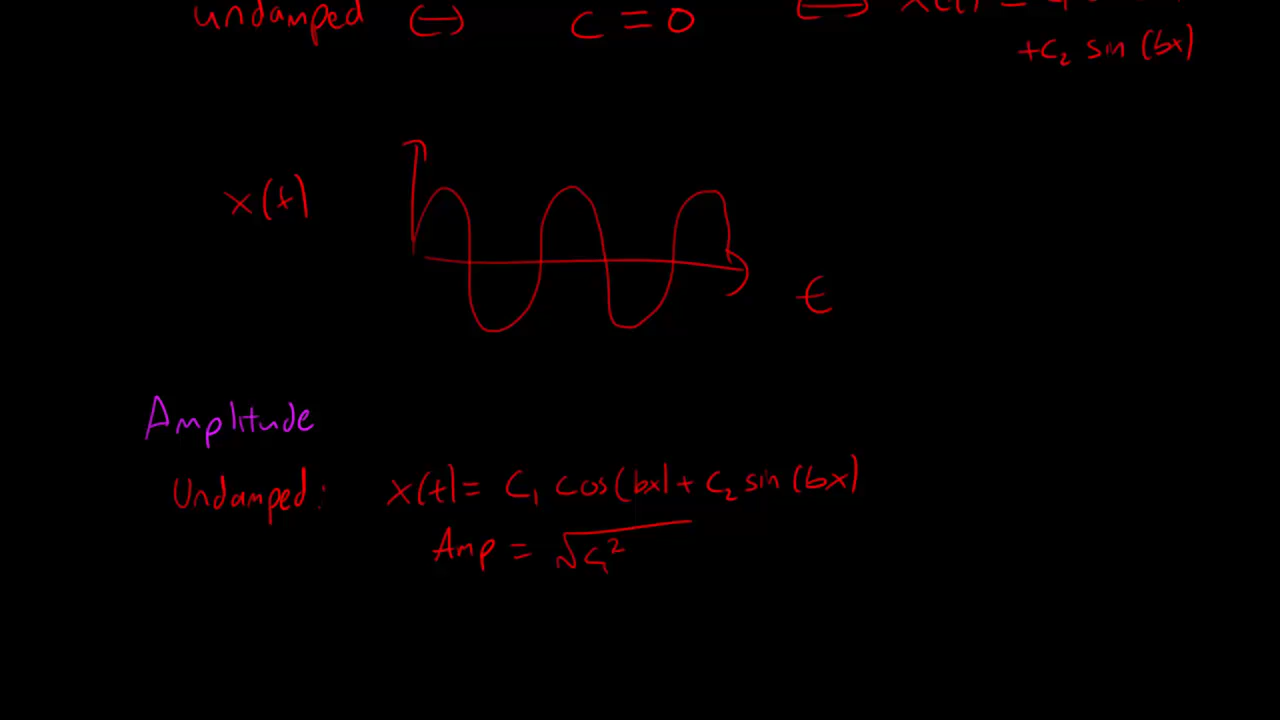 undamped ⟷ c = 0 ⟷ x(t) =
+c₂ sin (bx)
x(t)
t
Amplitude
Undamped: x(t) = c₁ cos(bx) + c₂ sin (bx)
Amp = √c₁²